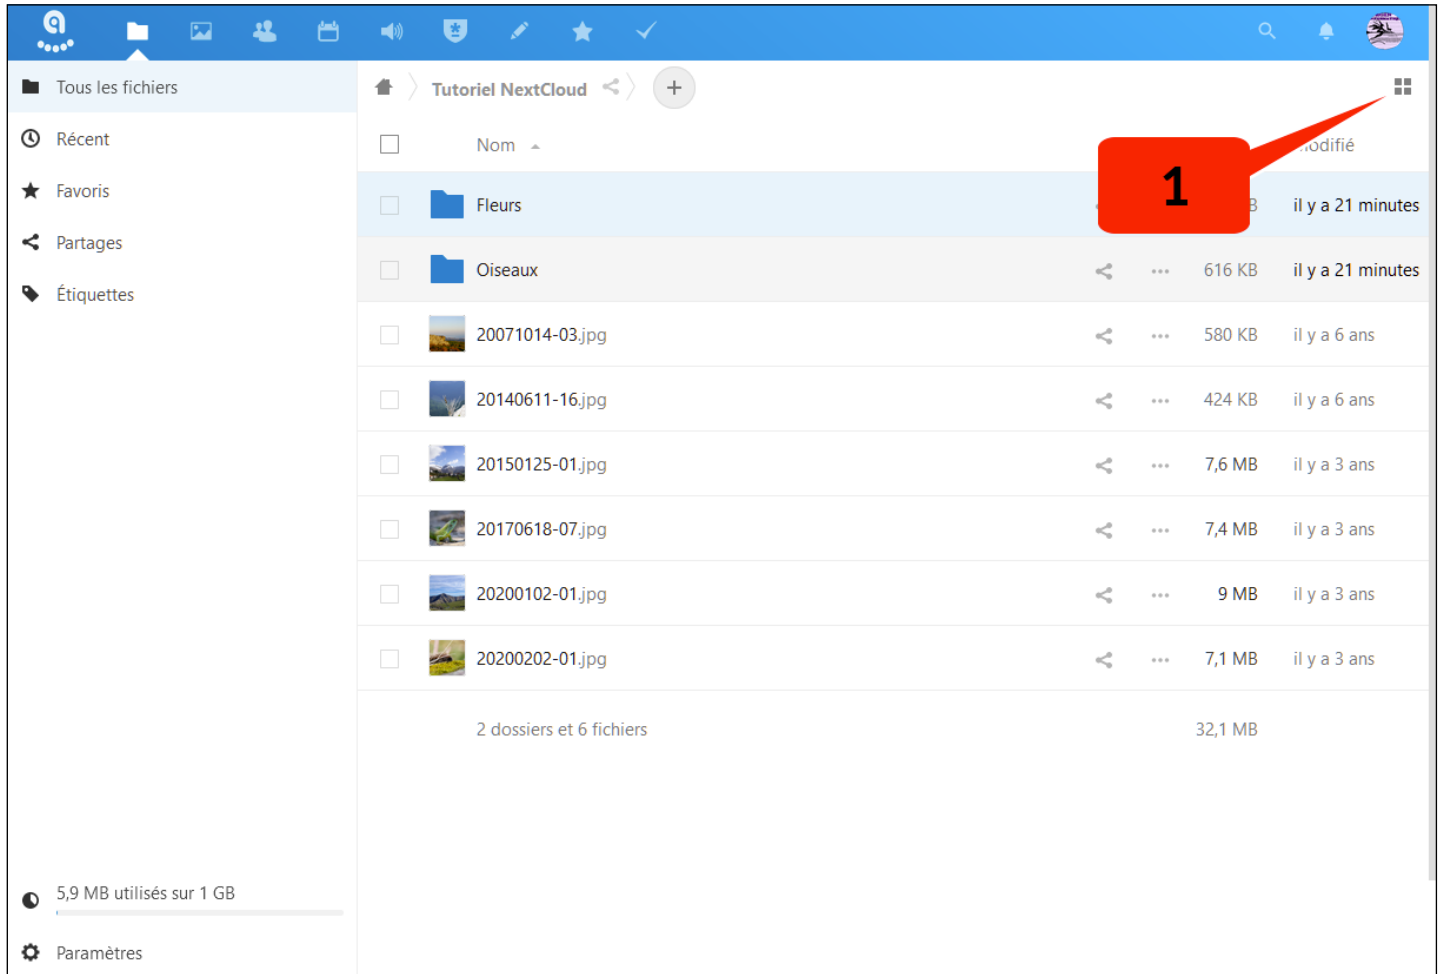 Tous les fichiers
Récent
Favoris
Partages
Étiquettes
5,9 MB utilisés sur 1 GB
Paramètres
Tutoriel NextCloud
+
Nom
1
Fleurs il y a 21 minutes
Oiseaux 616 KB il y a 21 minutes
20071014-03.jpg 580 KB il y a 6 ans
20140611-16.jpg 424 KB il y a 6 ans
20150125-01.jpg 7,6 MB il y a 3 ans
20170618-07.jpg 7,4 MB il y a 3 ans
20200102-01.jpg 9 MB il y a 3 ans
20200202-01.jpg 7,1 MB il y a 3 ans
2 dossiers et 6 fichiers 32,1 MB